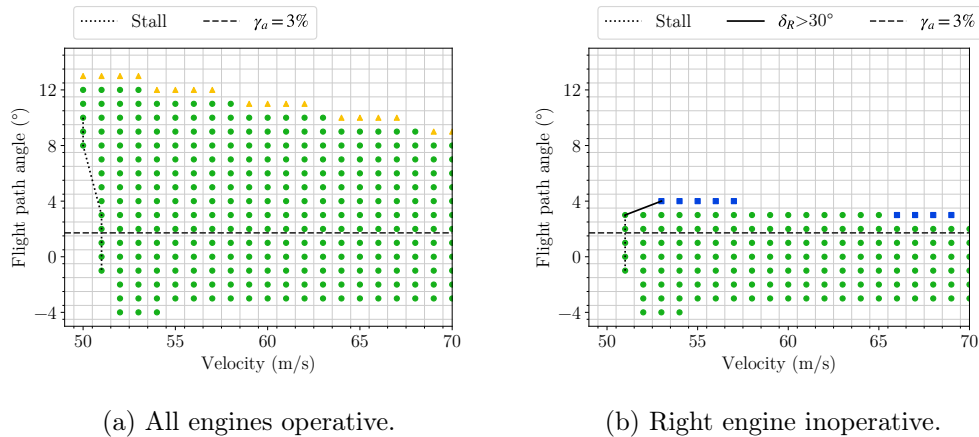 Stall γₐ=3%
12
8
4
0
−4
Flight path angle (°)
50 55 60 65 70
Velocity (m/s)
(a) All engines operative.
Stall δ_R>30° γₐ=3%
12
8
4
0
−4
Flight path angle (°)
50 55 60 65 70
Velocity (m/s)
(b) Right engine inoperative.